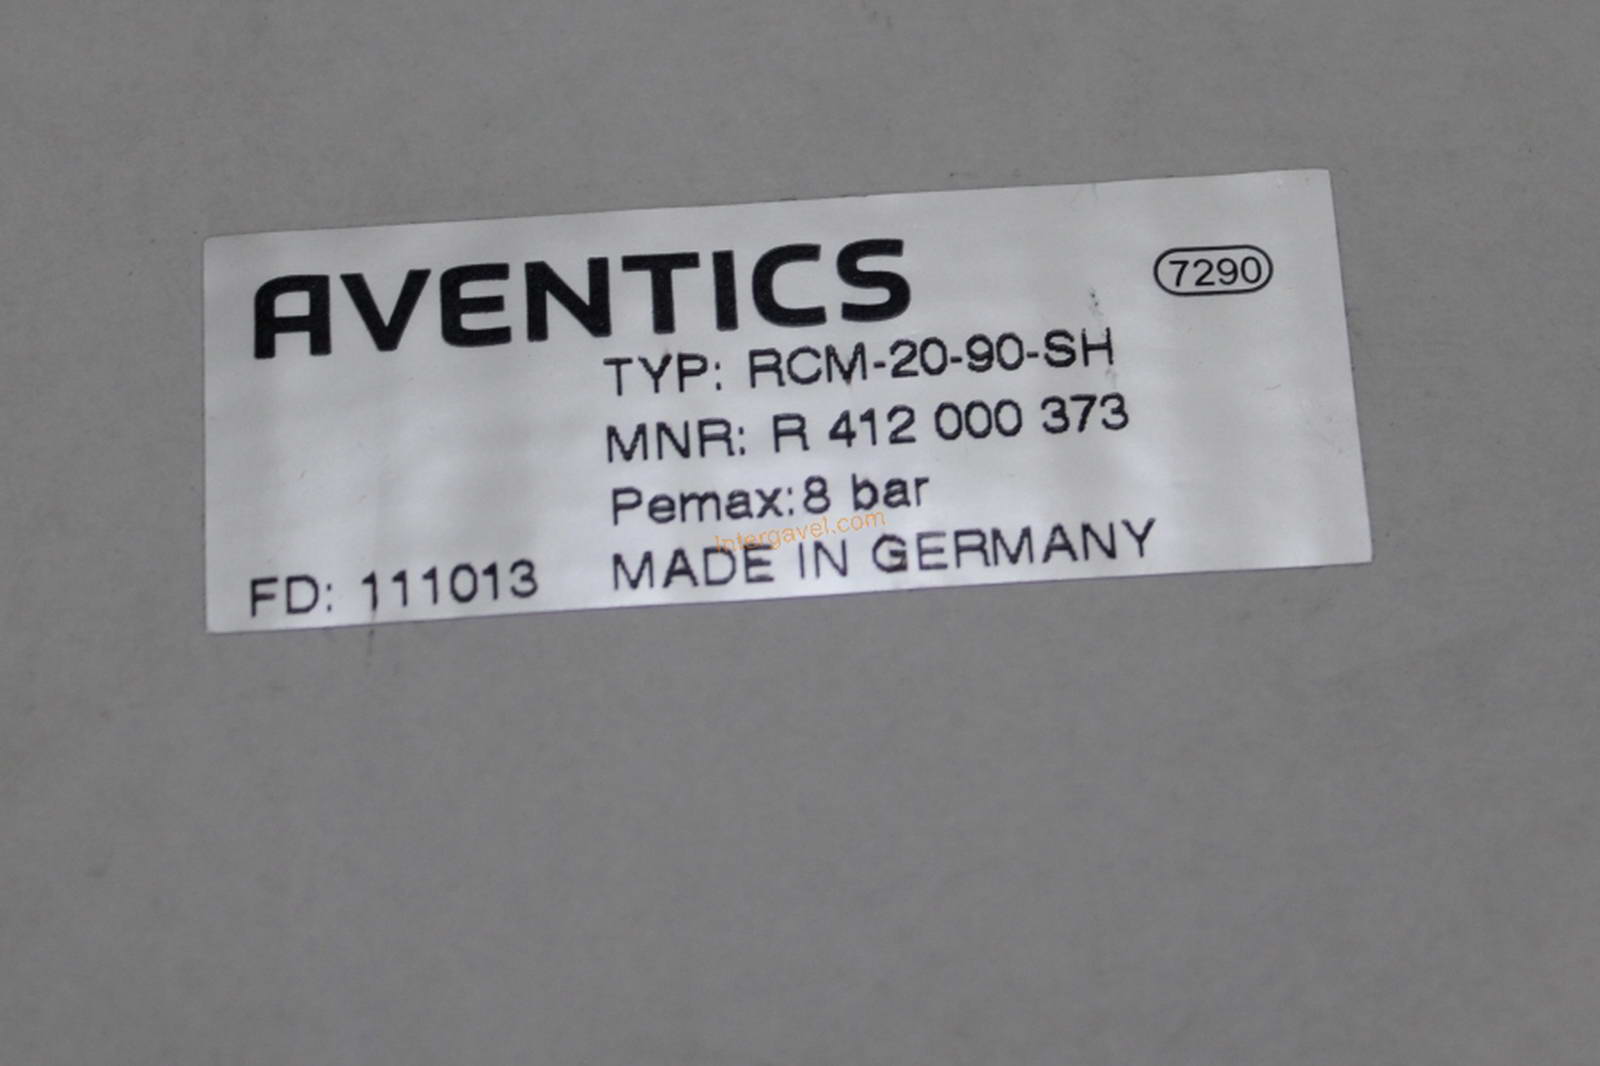 AVENTICS
7290
TYP: RCM-20-90-SH
MNR: R 412 000 373
Pemax:8 bar
Intergavel.com
FD: 111013 MADE IN GERMANY